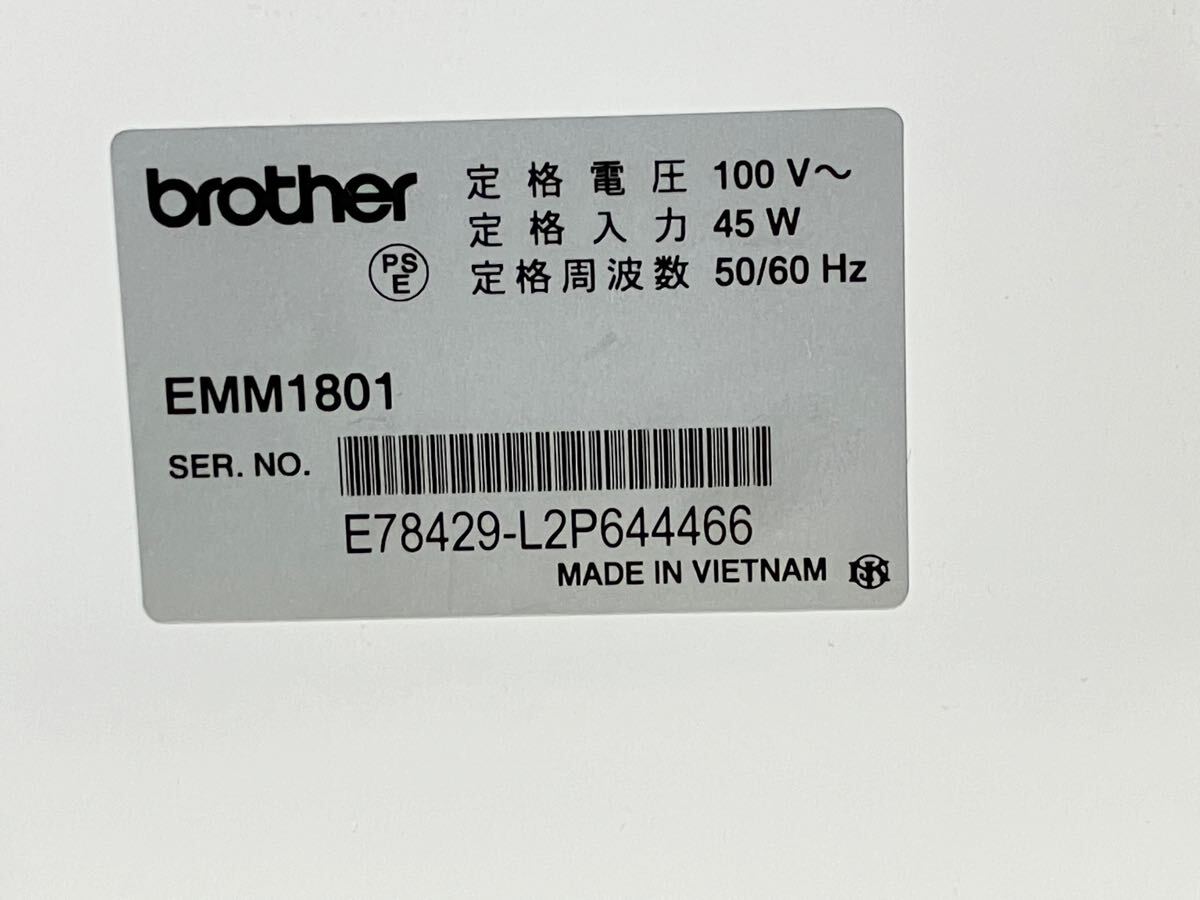 brother
PS
E
定格電圧 100 V～
定格入力 45 W
定格周波数 50/60 Hz
EMM1801
SER. NO.
E78429-L2P644466
MADE IN VIETNAM